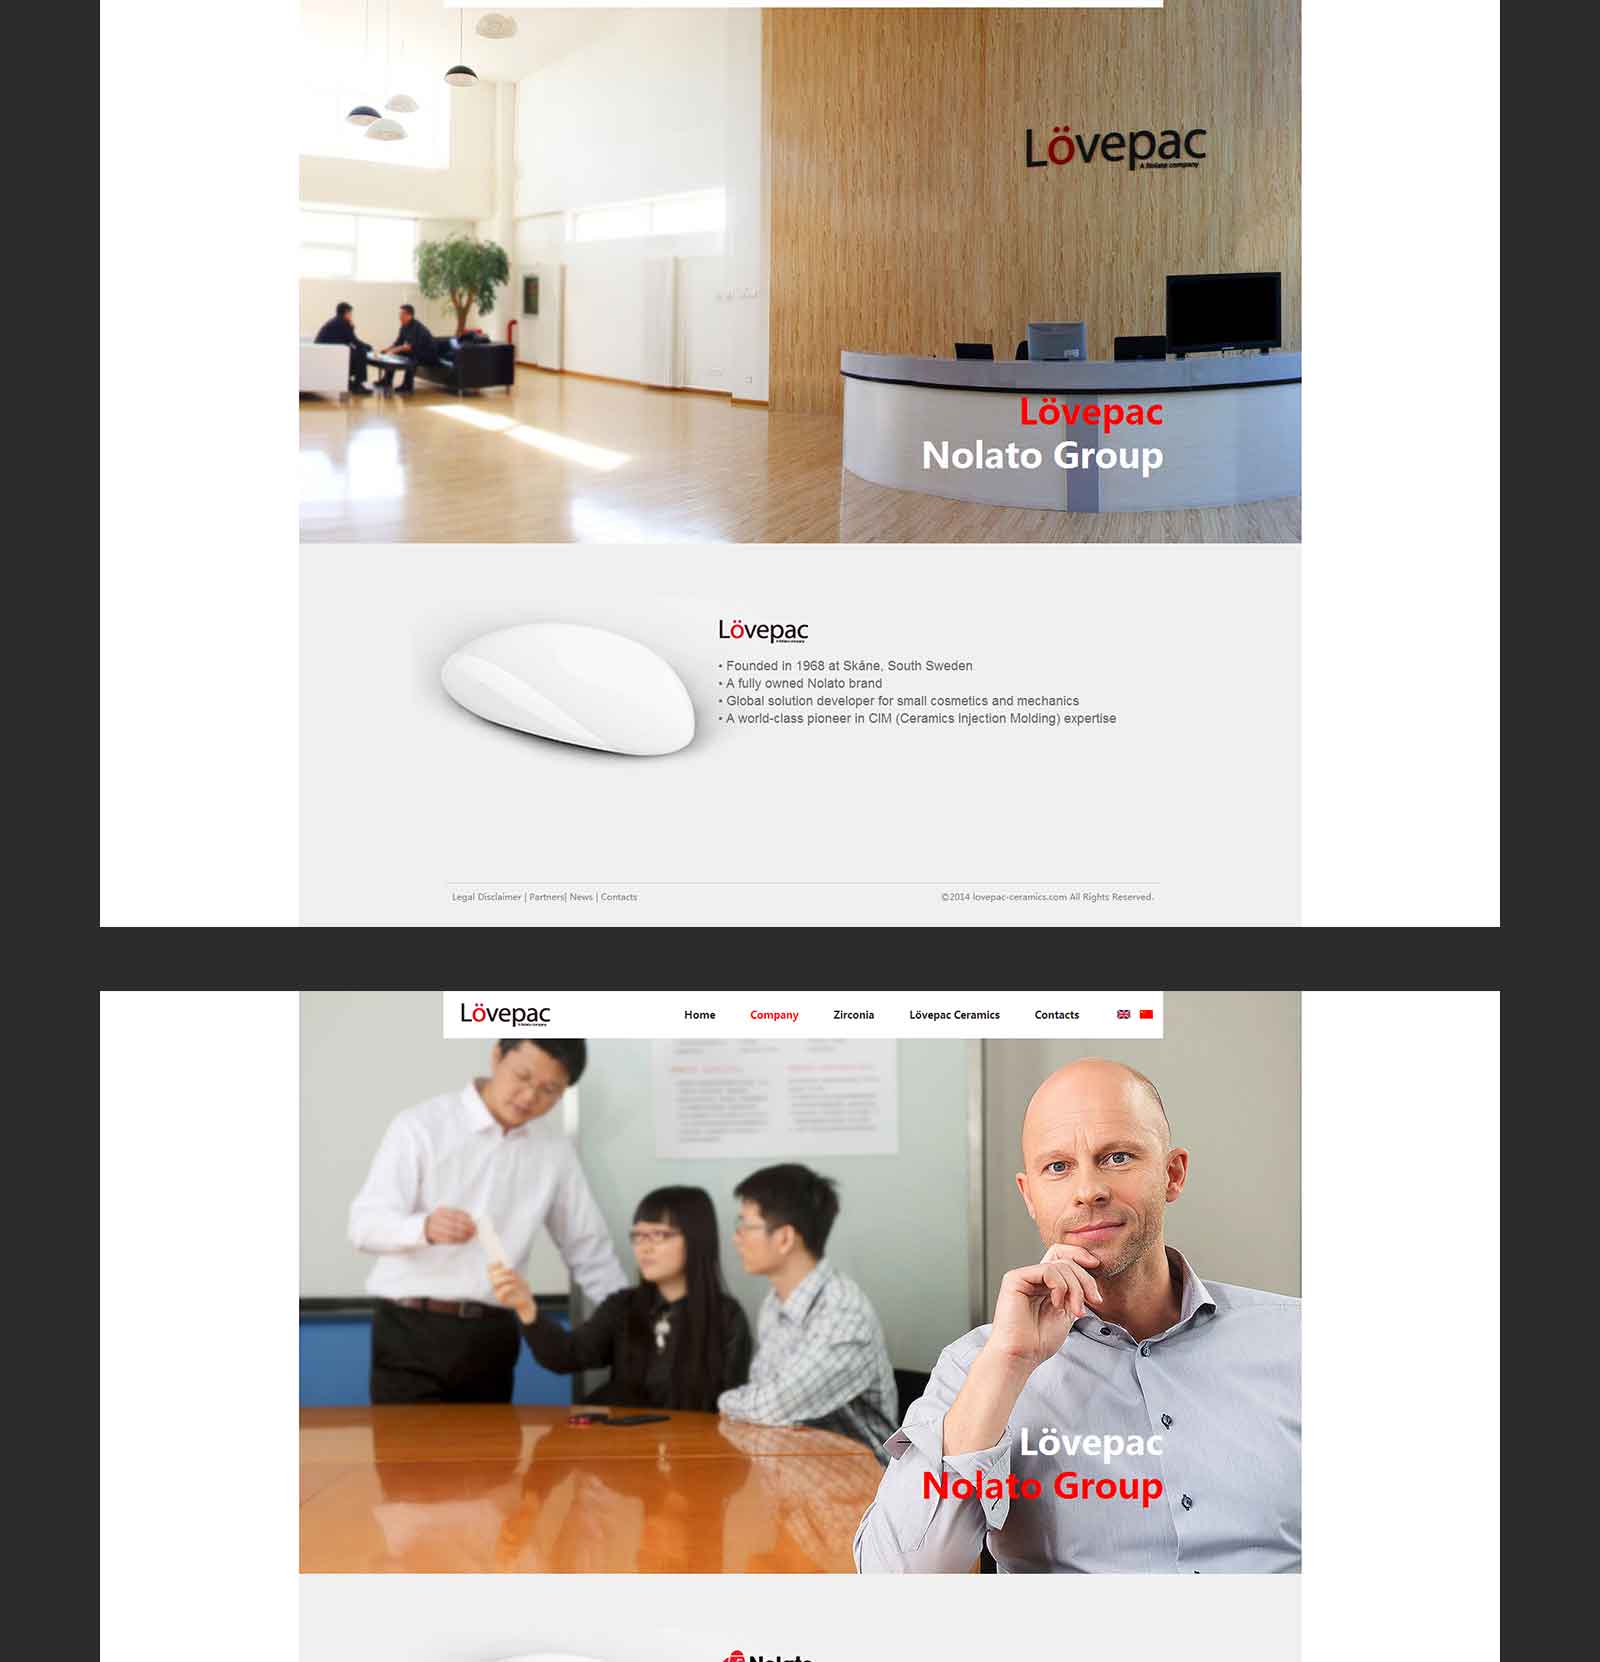 Lövepac
A Nolato company
Lövepac
Nolato Group
Lövepac
• Founded in 1968 at Skåne, South Sweden
• A fully owned Nolato brand
• Global solution developer for small cosmetics and mechanics
• A world-class pioneer in CIM (Ceramics Injection Molding) expertise
Legal Disclaimer | Partners| News | Contacts ©2014 lovepac-ceramics.com All Rights Reserved.
Lövepac Home Company Zirconia Lövepac Ceramics Contacts
A Nolato company
Lövepac
Nolato Group
Nolato